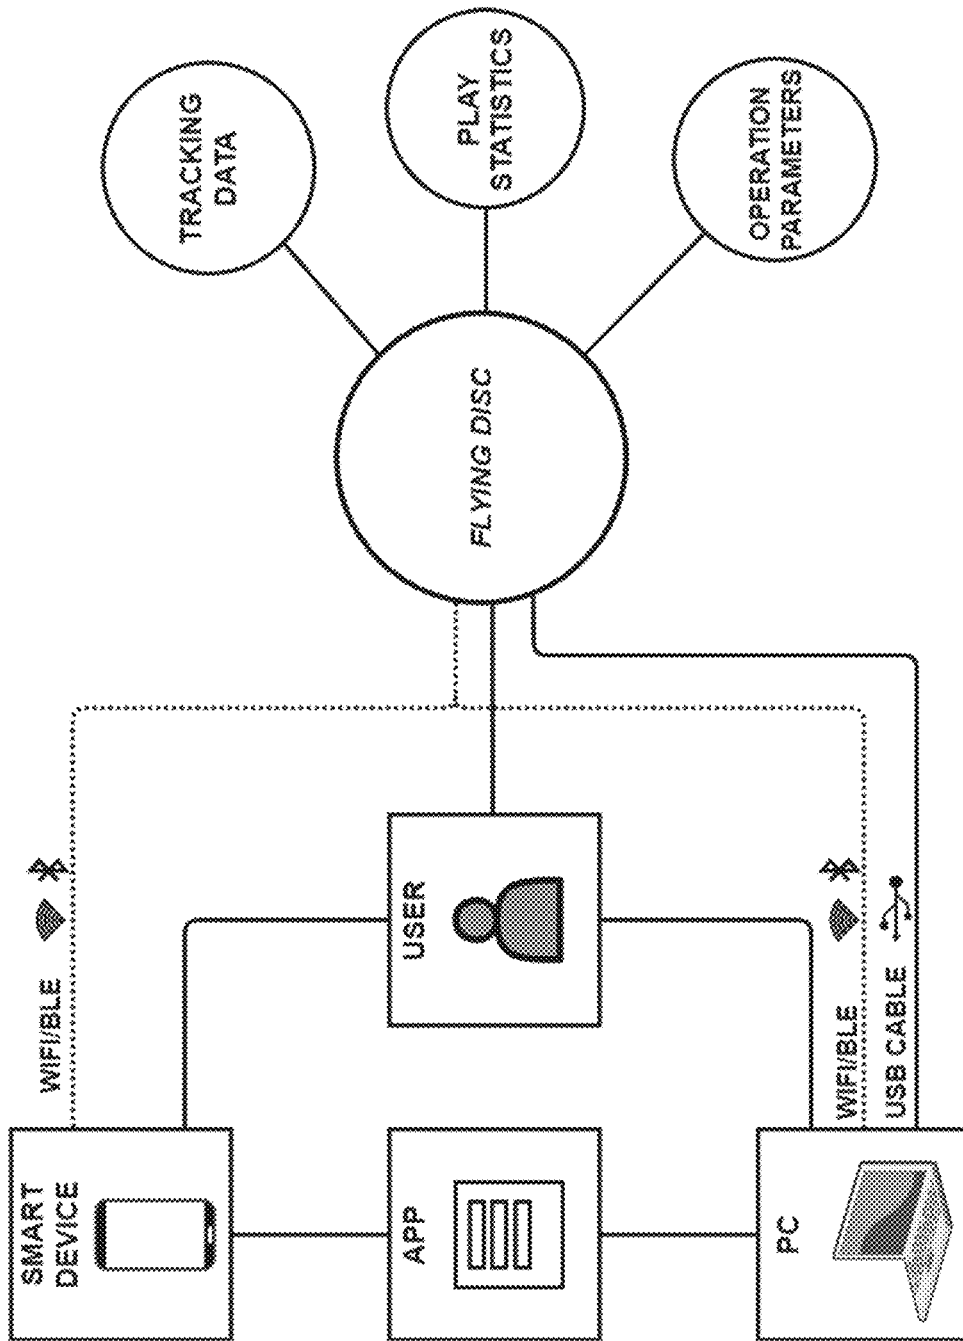 SMART
DEVICE
WIFI/BLE
APP
USER
PC
WIFI/BLE
USB CABLE
FLYING DISC
TRACKING
DATA
PLAY
STATISTICS
OPERATION
PARAMETERS